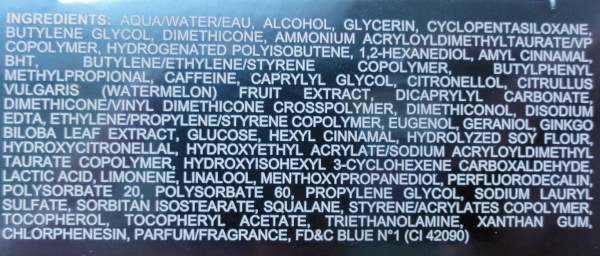 INGREDIENTS: AQUA/WATER/EAU, ALCOHOL, GLYCERIN, CYCLOPENTASILOXANE,
BUTYLENE GLYCOL, DIMETHICONE, AMMONIUM ACRYLOYLDIMETHYLTAURATE/VP
COPOLYMER, HYDROGENATED POLYISOBUTENE, 1,2-HEXANEDIOL, AMYL CINNAMAL,
BHT, BUTYLENE/ETHYLENE/STYRENE COPOLYMER, BUTYLPHENYL
METHYLPROPIONAL, CAFFEINE, CAPRYLYL GLYCOL, CITRONELLOL, CITRULLUS
VULGARIS (WATERMELON) FRUIT EXTRACT, DICAPRYLYL CARBONATE,
DIMETHICONE/VINYL DIMETHICONE CROSSPOLYMER, DIMETHICONOL, DISODIUM
EDTA, ETHYLENE/PROPYLENE/STYRENE COPOLYMER, EUGENOL, GERANIOL, GINKGO
BILOBA LEAF EXTRACT, GLUCOSE, HEXYL CINNAMAL, HYDROLYZED SOY FLOUR,
HYDROXYCITRONELLAL, HYDROXYETHYL ACRYLATE/SODIUM ACRYLOYLDIMETHYL
TAURATE COPOLYMER, HYDROXYISOHEXYL 3-CYCLOHEXENE CARBOXALDEHYDE,
LACTIC ACID, LIMONENE, LINALOOL, MENTHOXYPROPANEDIOL, PERFLUORODECALIN,
POLYSORBATE 20, POLYSORBATE 60, PROPYLENE GLYCOL, SODIUM LAURYL
SULFATE, SORBITAN ISOSTEARATE, SQUALANE, STYRENE/ACRYLATES COPOLYMER,
TOCOPHEROL, TOCOPHERYL ACETATE, TRIETHANOLAMINE, XANTHAN GUM,
CHLORPHENESIN, PARFUM/FRAGRANCE, FD&C BLUE N°1 (CI 42090)